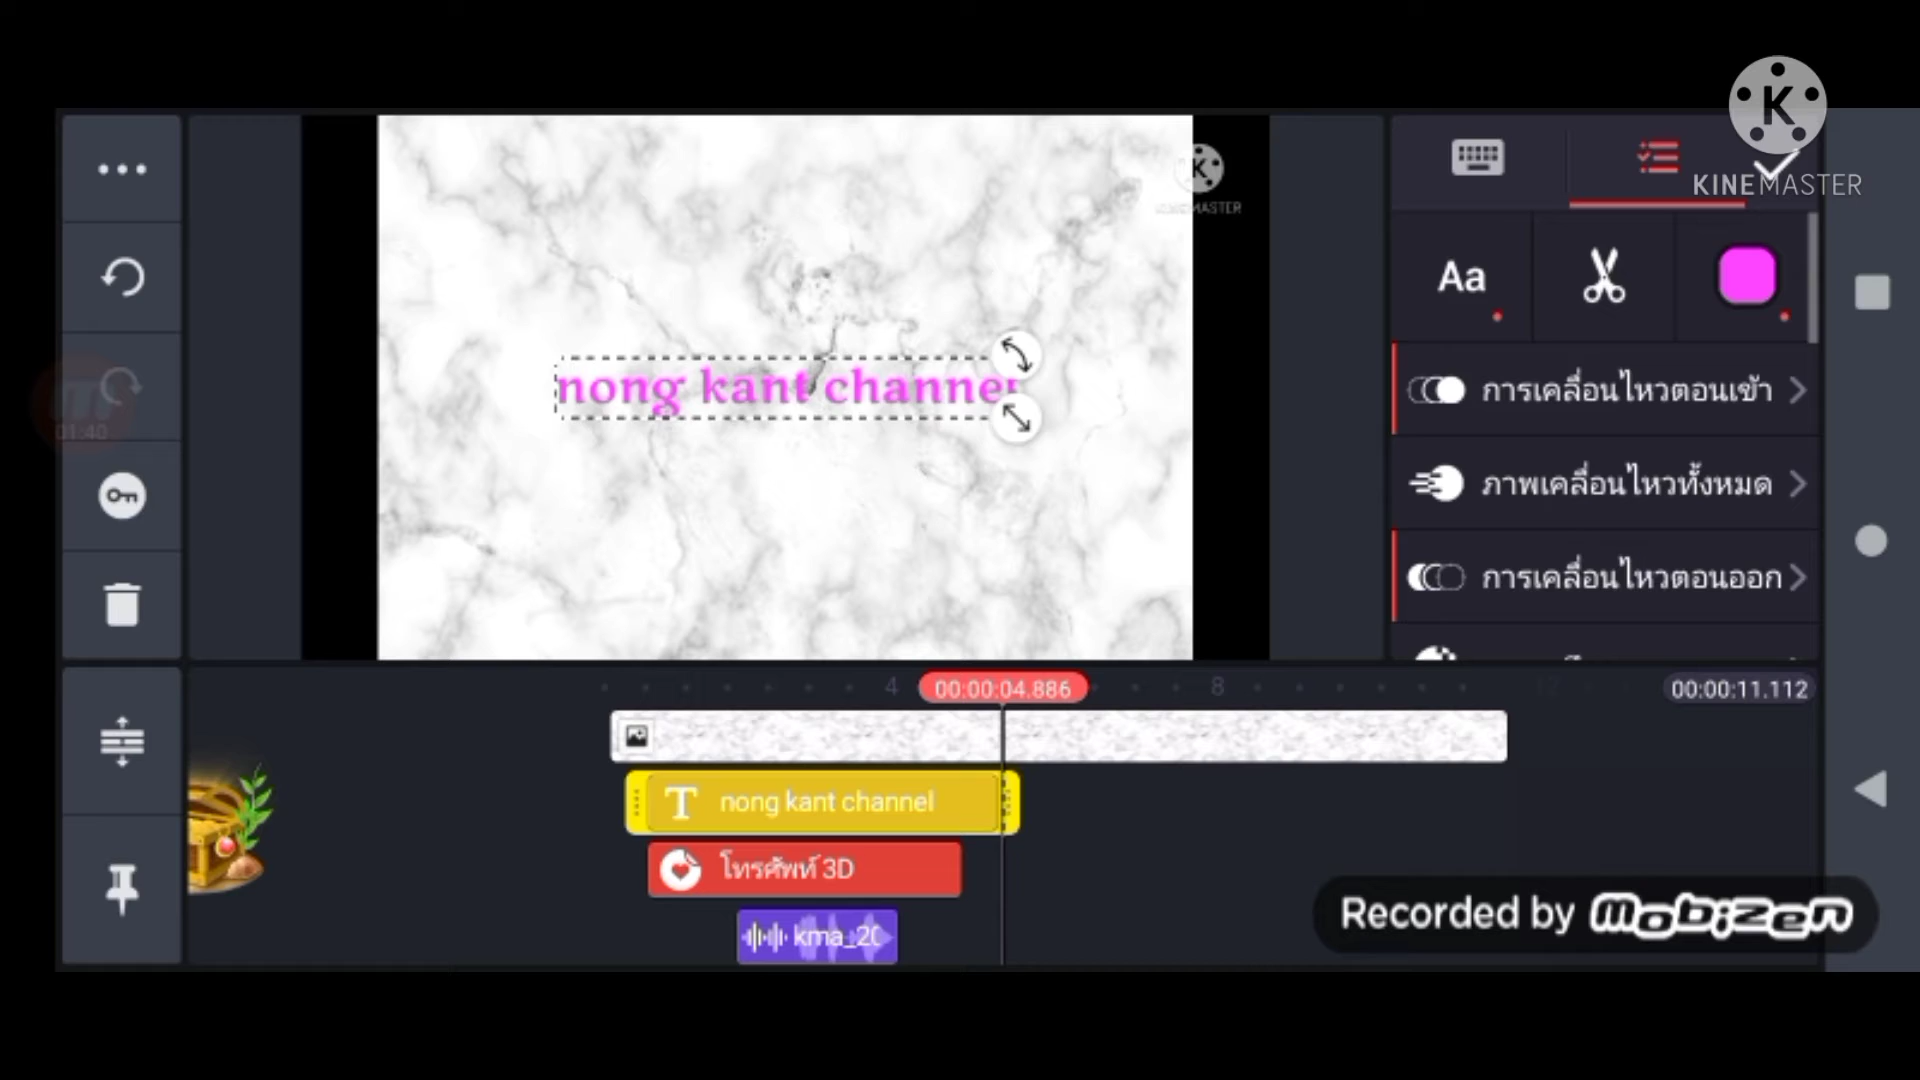 KINEMASTER
nong kant channel
Aa
การเคลื่อนไหวตอนเข้า
ภาพเคลื่อนไหวทั้งหมด
การเคลื่อนไหวตอนออก
01:40
4
00:00:04.886
8
12
00:00:11.112
T nong kant channel
โทรศัพท์ 3D
kma_20
Recorded by Mobizen